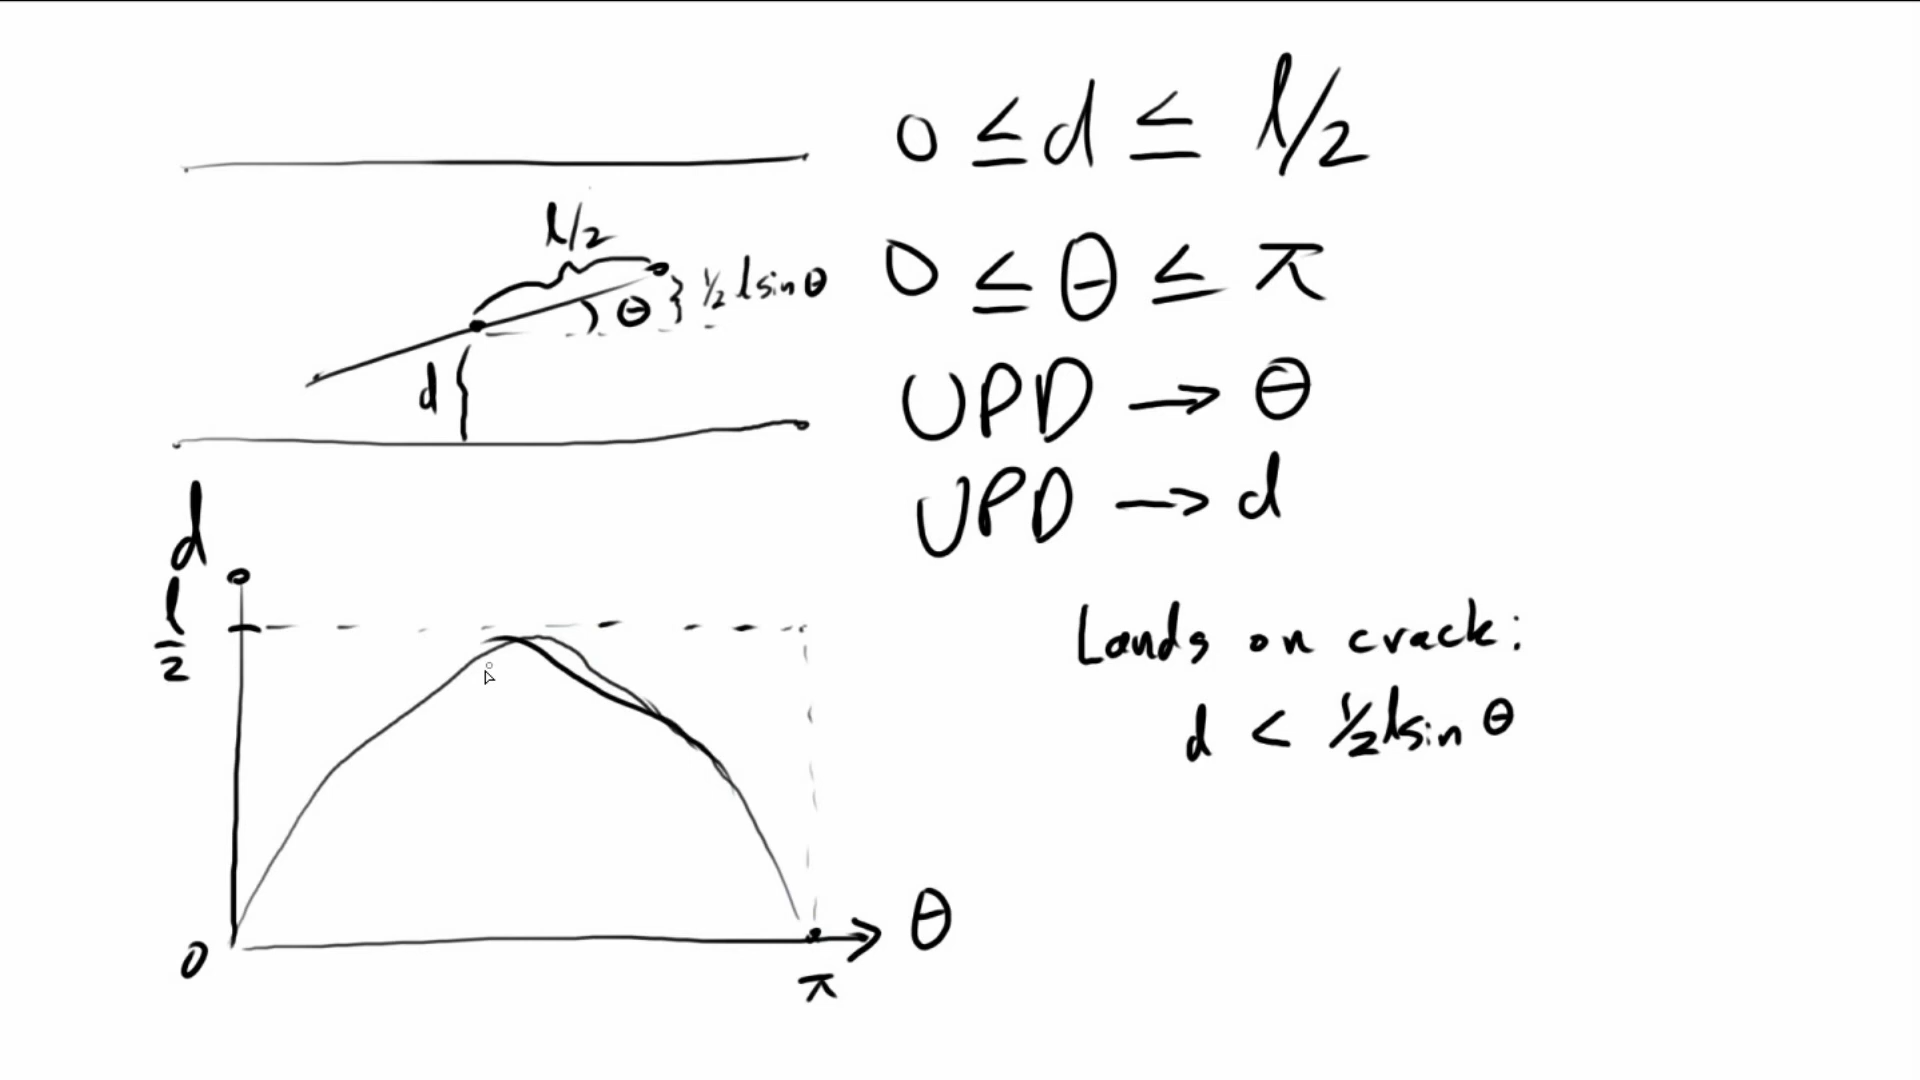 0 ≤ d ≤ l/2
0 ≤ θ ≤ π
UPD → θ
UPD → d
Lands on crack:
d < 1/2 l sin θ
l/2
θ
1/2 l sin θ
d
d
l/2
0
π
θ